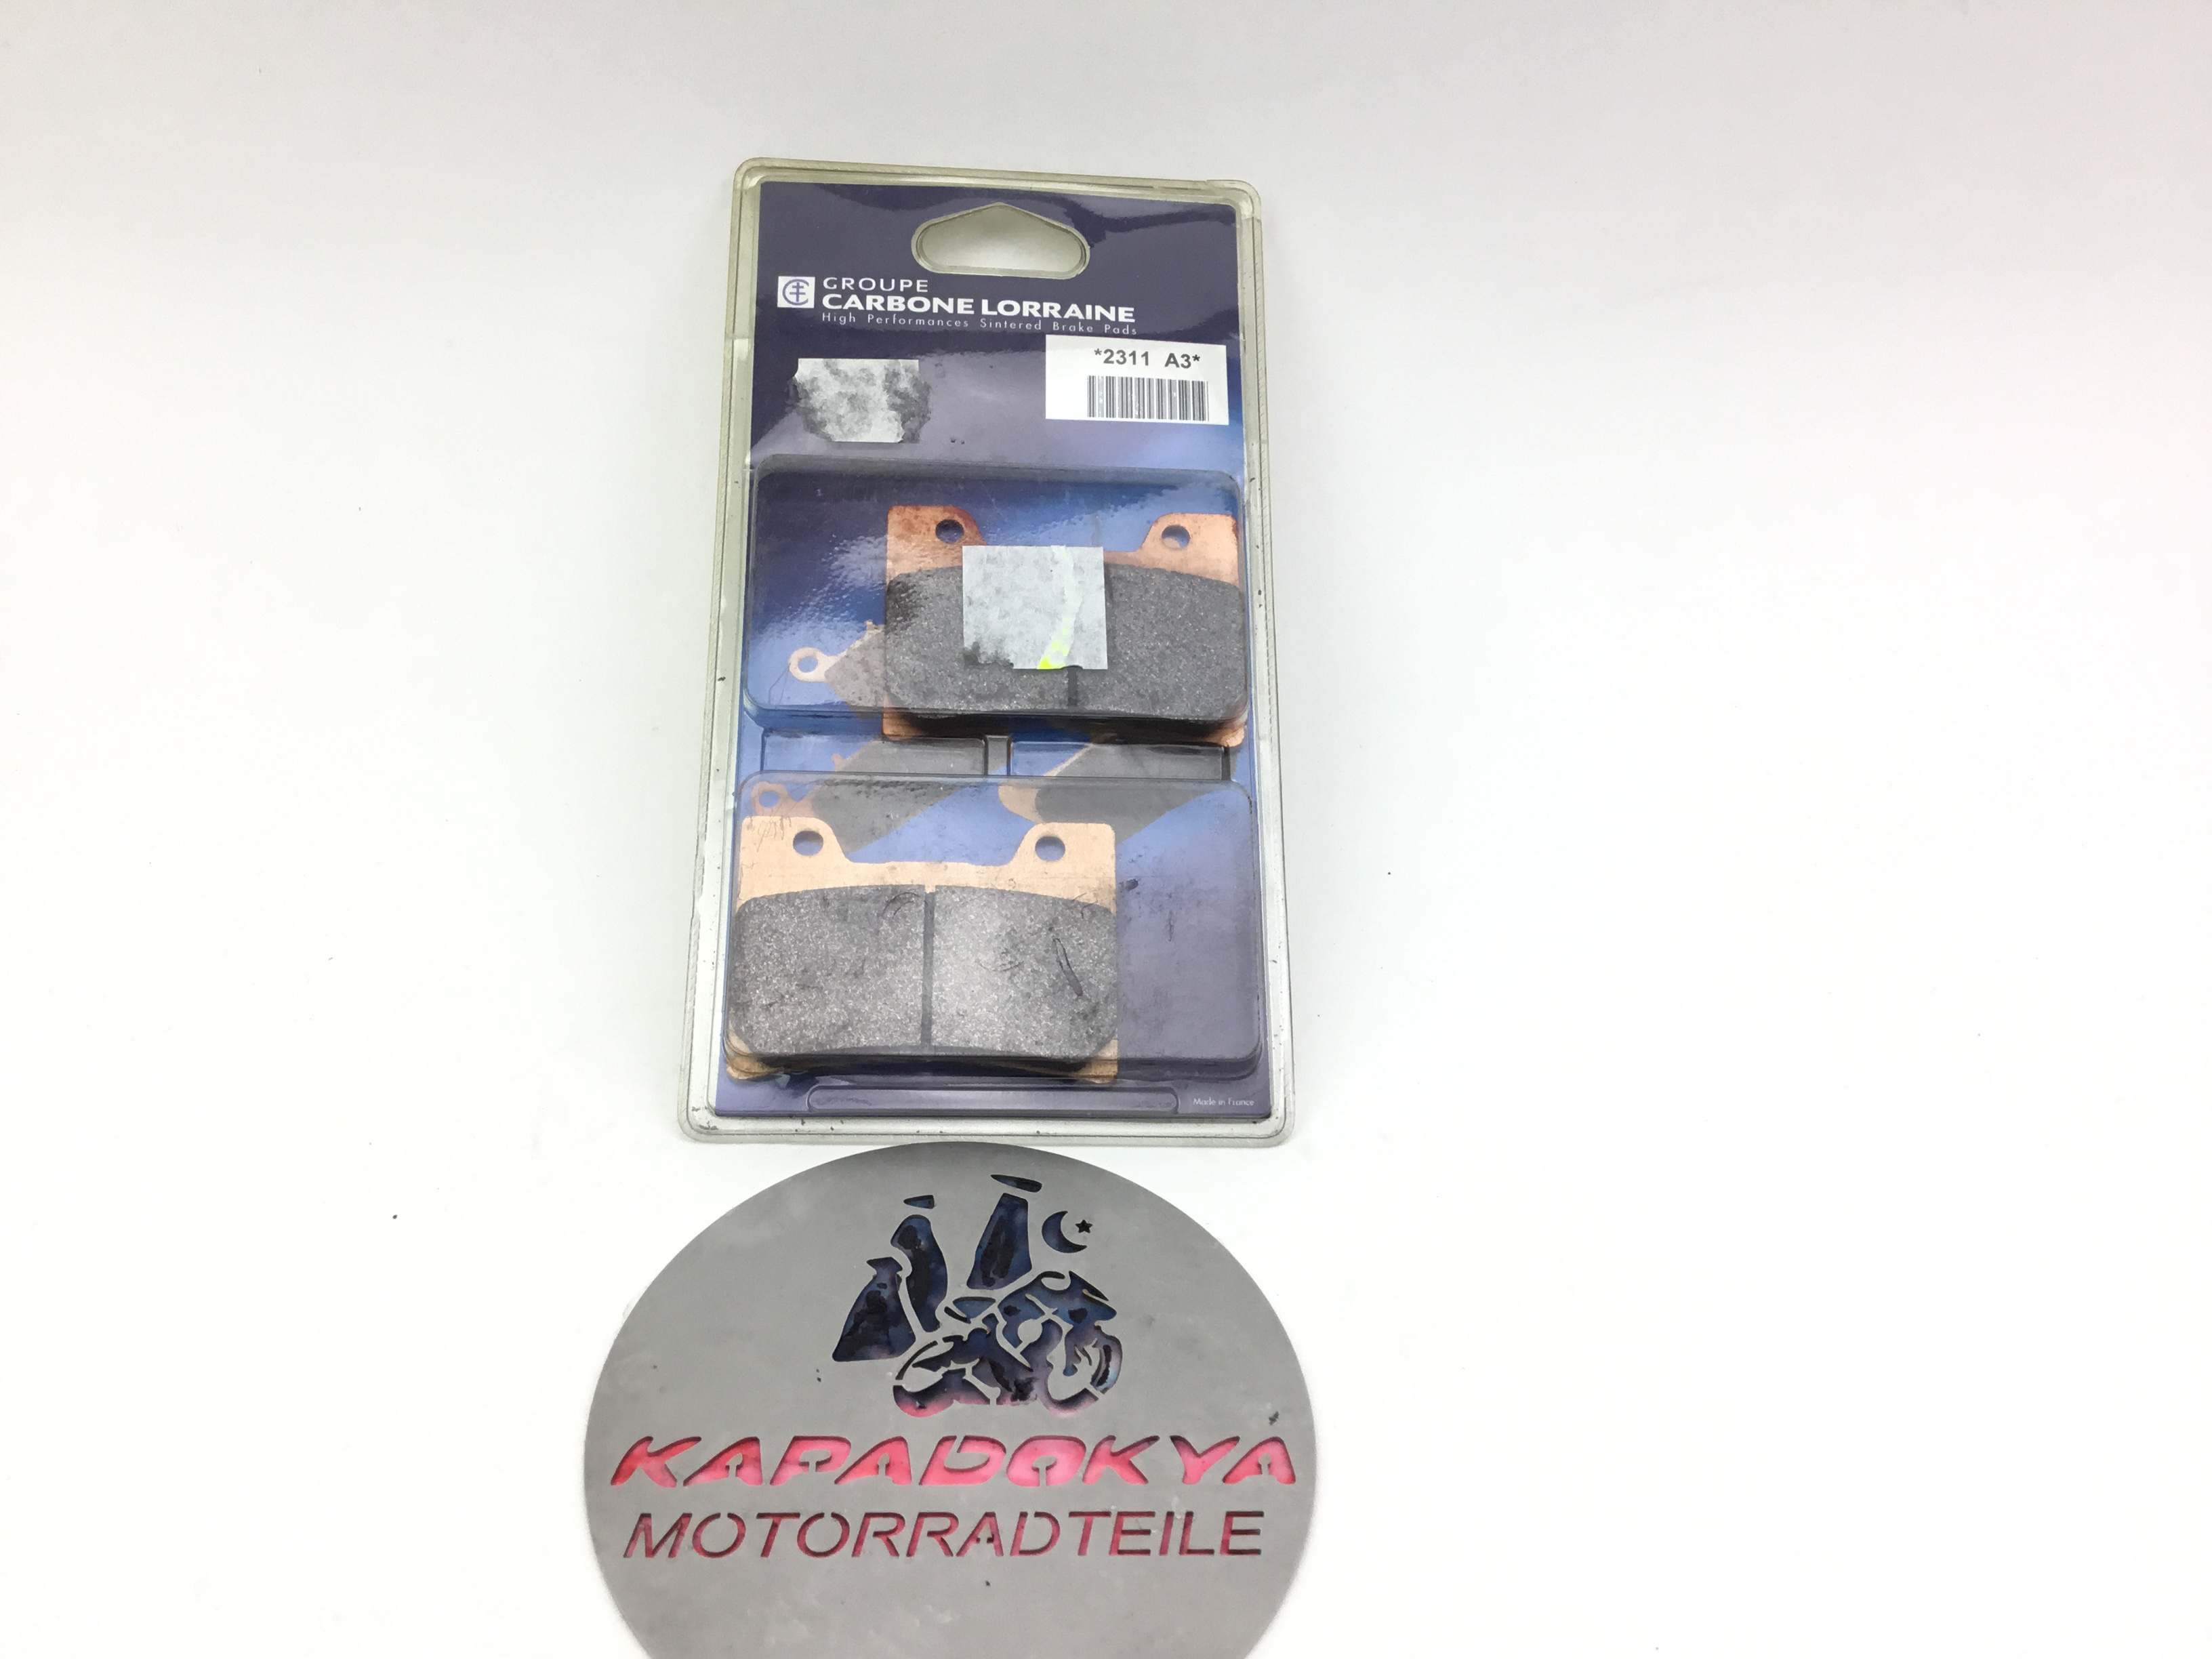 GROUPE
CARBONE LORRAINE
High Performances Sintered Brake Pads
*2311 A3*
Made in France
KAPADOKYA
MOTORRADTEILE